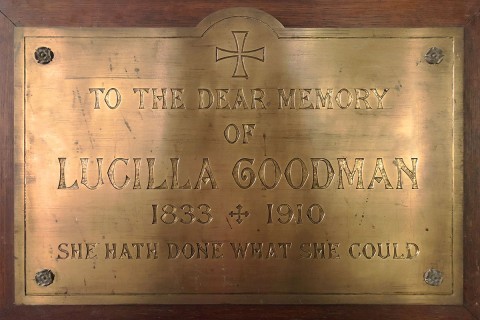 TO THE DEAR MEMORY
OF
LUCILLA GOODMAN
1833 ✠ 1910
SHE HATH DONE WHAT SHE COULD